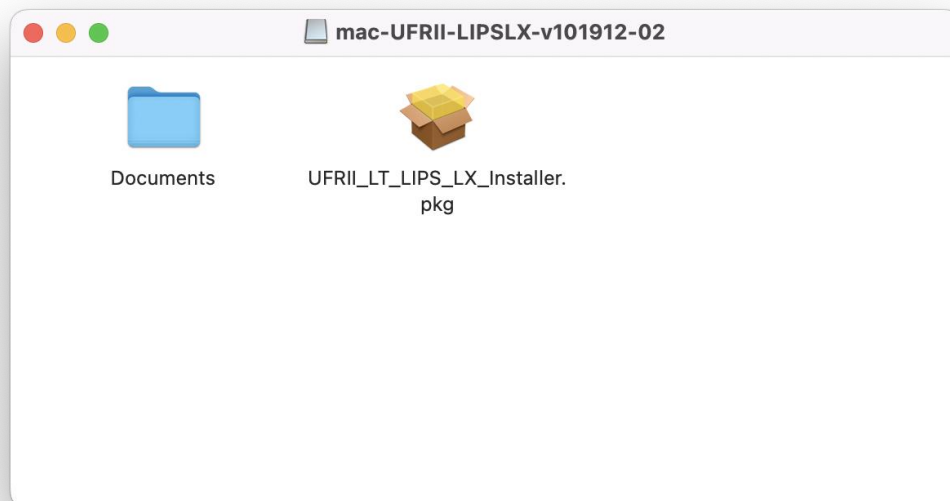 mac-UFRII-LIPSLX-v101912-02
Documents
UFRII_LT_LIPS_LX_Installer.
pkg